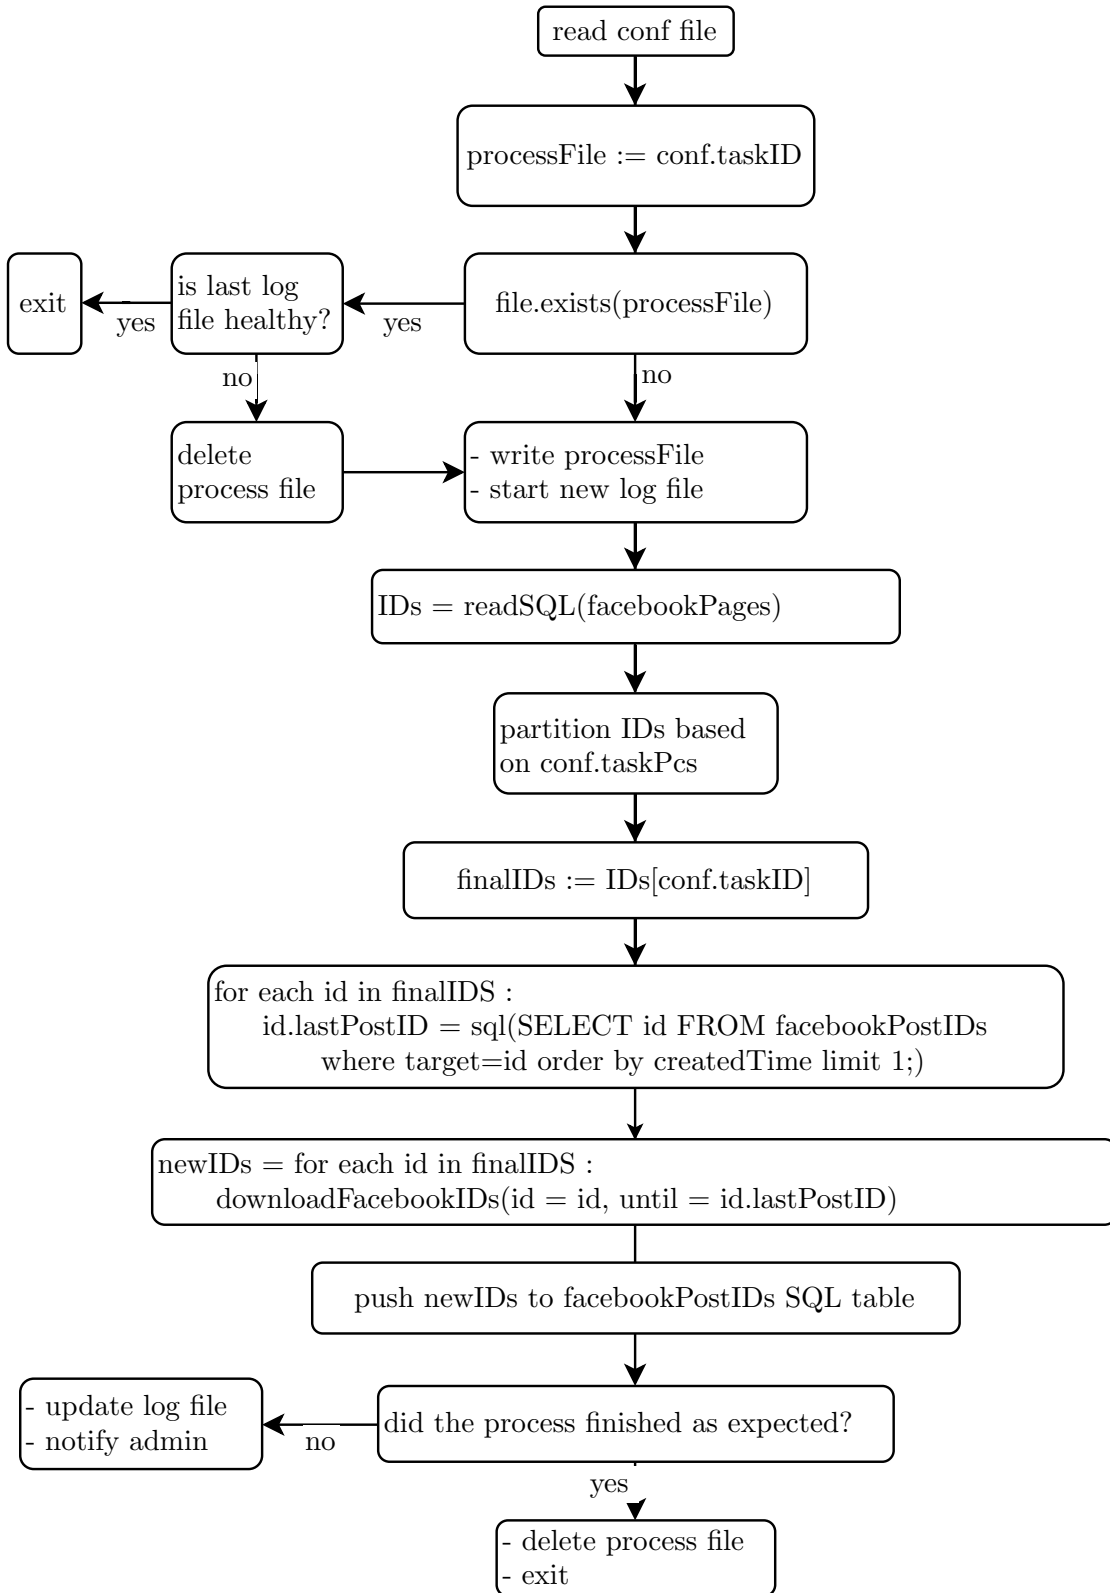 read conf file
processFile := conf.taskID
exit
yes
is last log
file healthy?
yes
file.exists(processFile)
no
no
delete
process file
- write processFile
- start new log file
IDs = readSQL(facebookPages)
partition IDs based
on conf.taskPcs
finalIDs := IDs[conf.taskID]
for each id in finalIDS :
id.lastPostID = sql(SELECT id FROM facebookPostIDs
where target=id order by createdTime limit 1;)
newIDs = for each id in finalIDS :
downloadFacebookIDs(id = id, until = id.lastPostID)
push newIDs to facebookPostIDs SQL table
- update log file
- notify admin
no
did the process finished as expected?
yes
- delete process file
- exit